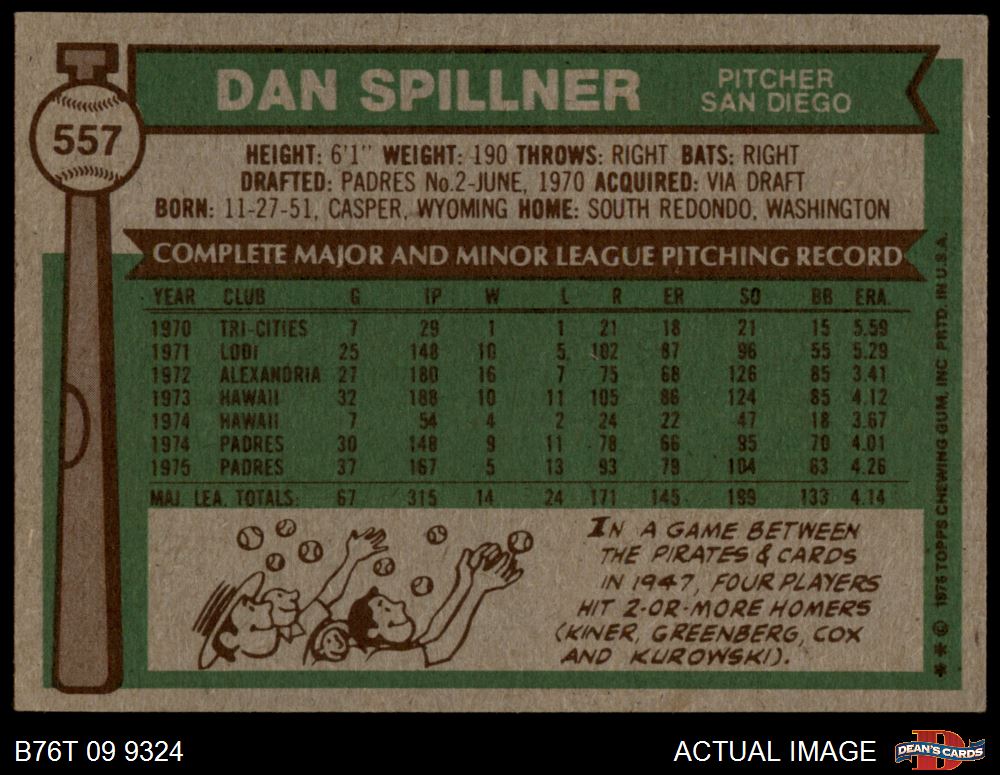 557
DAN SPILLNER
PITCHER
SAN DIEGO
HEIGHT: 6'1" WEIGHT: 190 THROWS: RIGHT BATS: RIGHT
DRAFTED: PADRES No.2-JUNE, 1970 ACQUIRED: VIA DRAFT
BORN: 11-27-51, CASPER, WYOMING HOME: SOUTH REDONDO, WASHINGTON
COMPLETE MAJOR AND MINOR LEAGUE PITCHING RECORD
YEAR CLUB G IP W L R ER SO BB ERA.
1970 TRI-CITIES 7 29 1 1 21 18 21 15 5.59
1971 LODI 25 148 10 5 102 87 96 55 5.29
1972 ALEXANDRIA 27 180 16 7 75 68 126 85 3.41
1973 HAWAII 32 188 10 11 105 86 124 85 4.12
1974 HAWAII 7 54 4 2 24 22 47 18 3.67
1974 PADRES 30 148 9 11 78 66 95 70 4.01
1975 PADRES 37 167 5 13 93 79 104 63 4.26
MAJ. LEA. TOTALS: 67 315 14 24 171 145 199 133 4.14
IN A GAME BETWEEN
THE PIRATES & CARDS
IN 1947, FOUR PLAYERS
HIT 2-OR-MORE HOMERS
(KINER, GREENBERG, COX
AND KUROWSKI).
** © 1976 TOPPS CHEWING GUM, INC. PRTD. IN U.S.A.
B76T 09 9324
ACTUAL IMAGE
D
DEAN'S CARDS